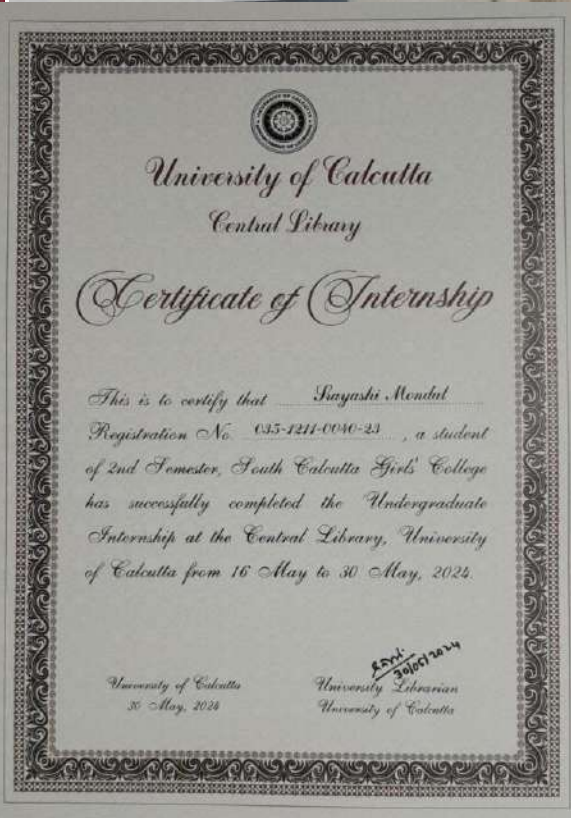 University of Calcutta
Central Library
Certificate of Internship
This is to certify that Srayashi Mondal
Registration No. 035-1211-0040-23, a student
of 2nd Semester, South Calcutta Girls' College
has successfully completed the Undergraduate
Internship at the Central Library, University
of Calcutta from 16 May to 30 May, 2024.
30/05/2024
University of Calcutta
30 May, 2024
University Librarian
University of Calcutta